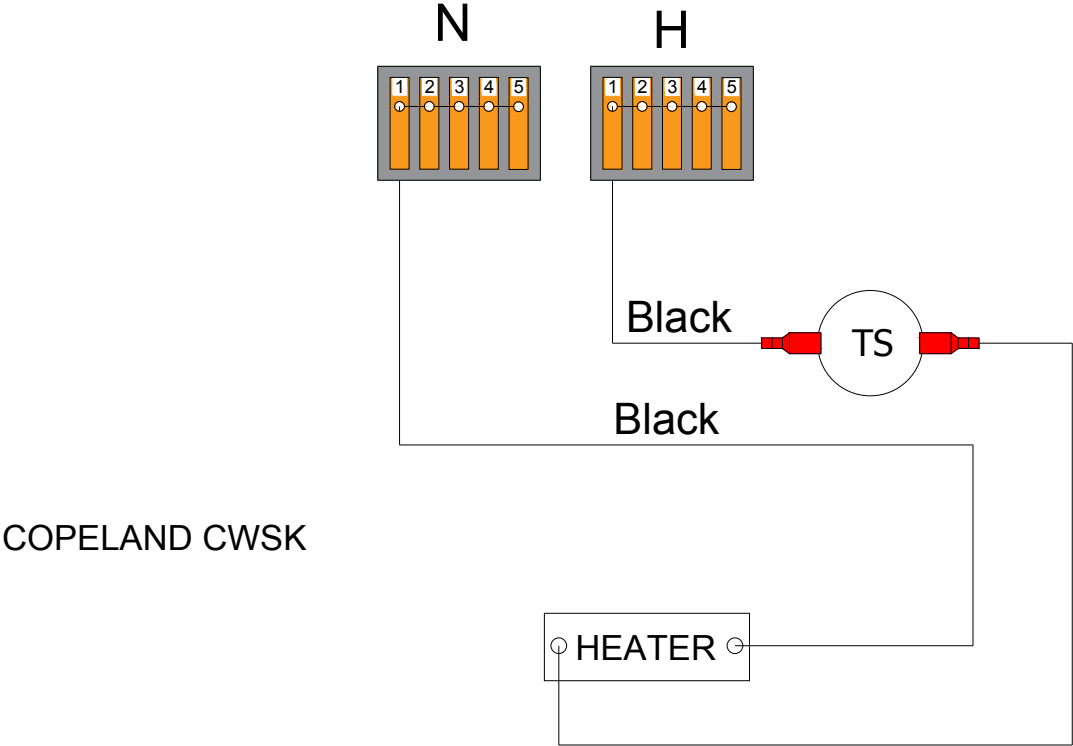 N H
1 2 3 4 5 1 2 3 4 5
Black
TS
Black
COPELAND CWSK
HEATER